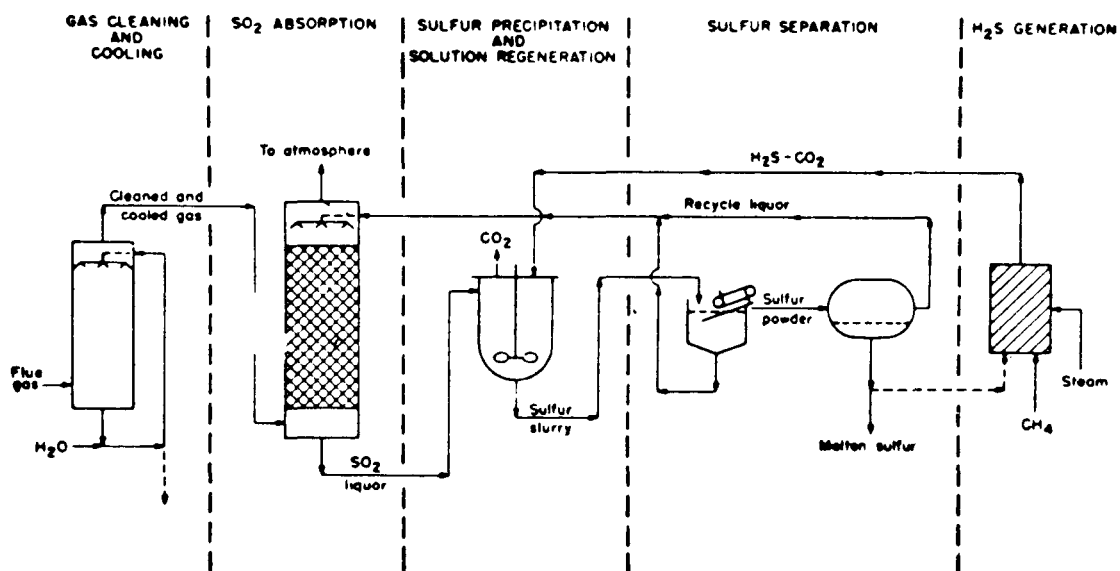 GAS CLEANING
AND
COOLING
SO2 ABSORPTION
SULFUR PRECIPITATION
AND
SOLUTION REGENERATION
SULFUR SEPARATION
H2S GENERATION
To atmosphere
H2S-CO2
Cleaned and
cooled gas
Recycle liquor
CO2
Sulfur
powder
Flue
gas
Steam
Sulfur
slurry
H2O
CH4
Molten sulfur
SO2
liquor